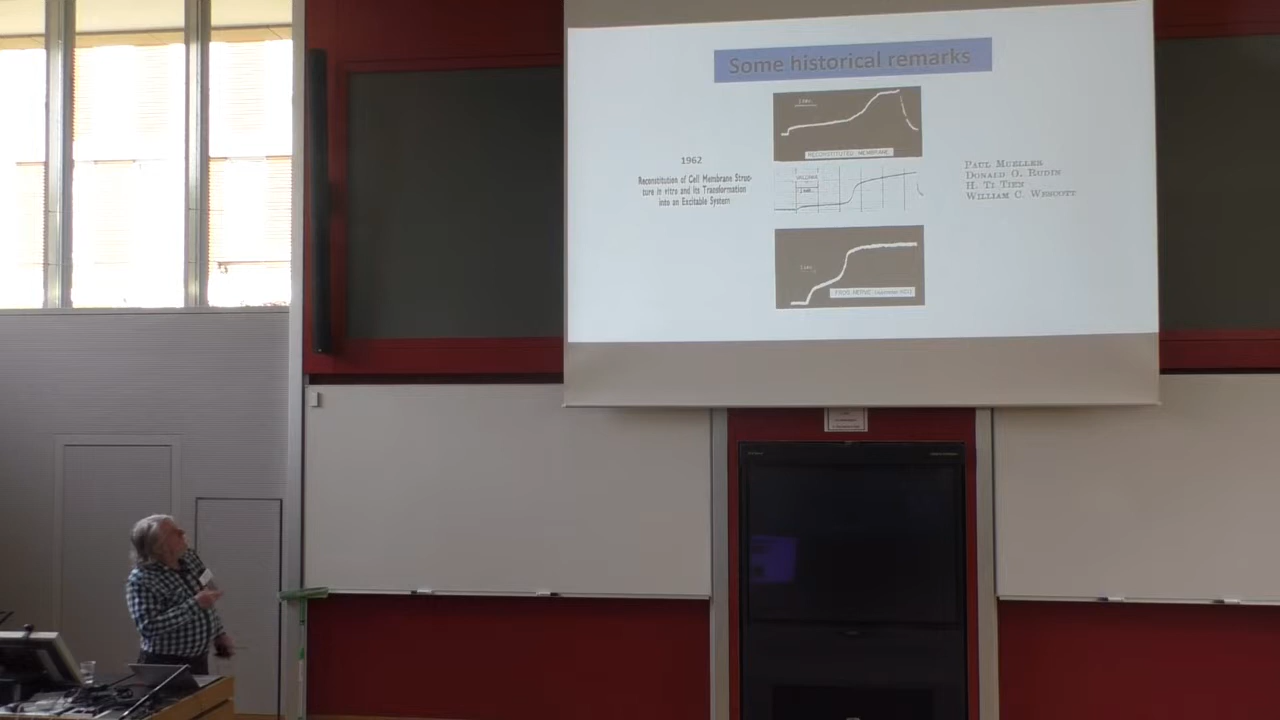 Some historical remarks
1962
Reconstitution of Cell Membrane Struc-
ture in vitro and its Transformation
into an Excitable System
RECONSTITUTED MEMBRANE
PAUL MUELLER
DONALD O. RUDIN
H. TI TIEN
WILLIAM C. WESCOTT